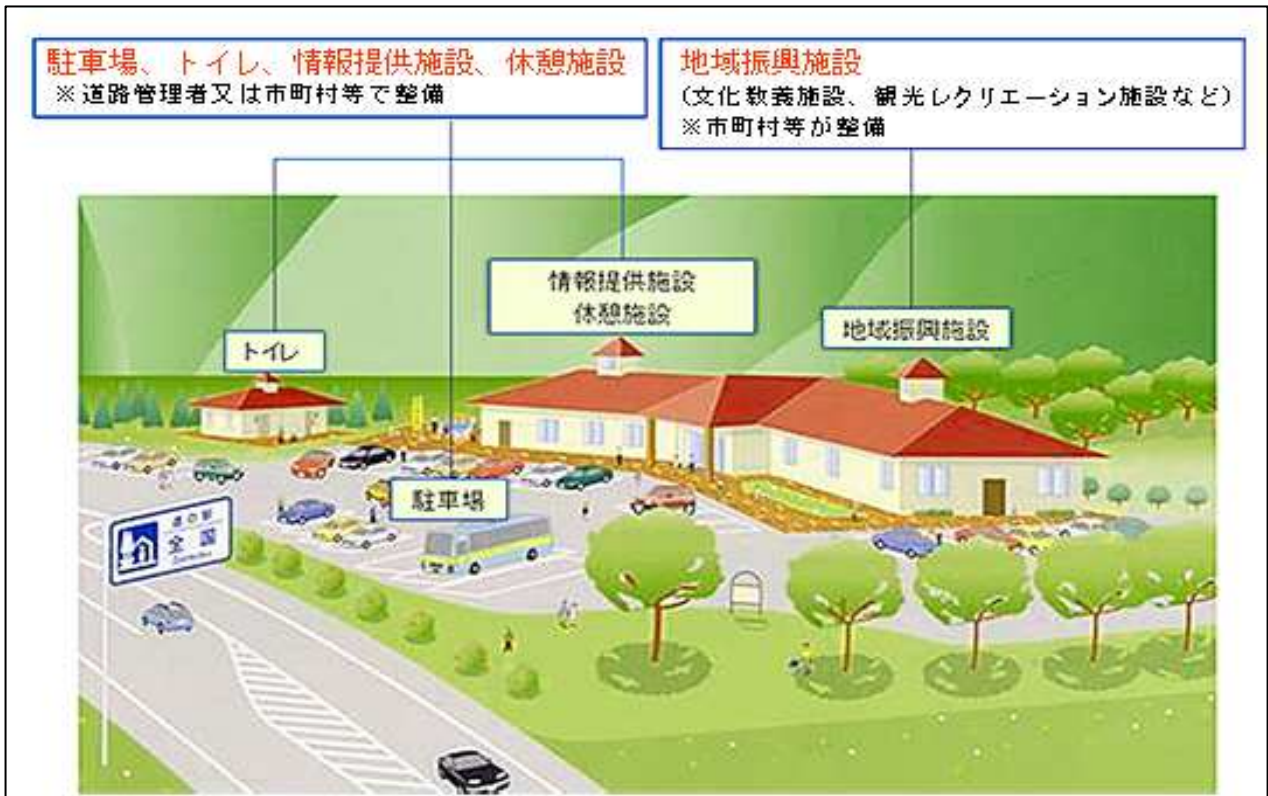 駐車場、トイレ、情報提供施設、休憩施設
※道路管理者又は市町村等で整備
地域振興施設
(文化教義施設、観光レクリエーション施設など)
※市町村等が整備
情報提供施設
休憩施設
トイレ
地域振興施設
駐車場
道の駅
全国